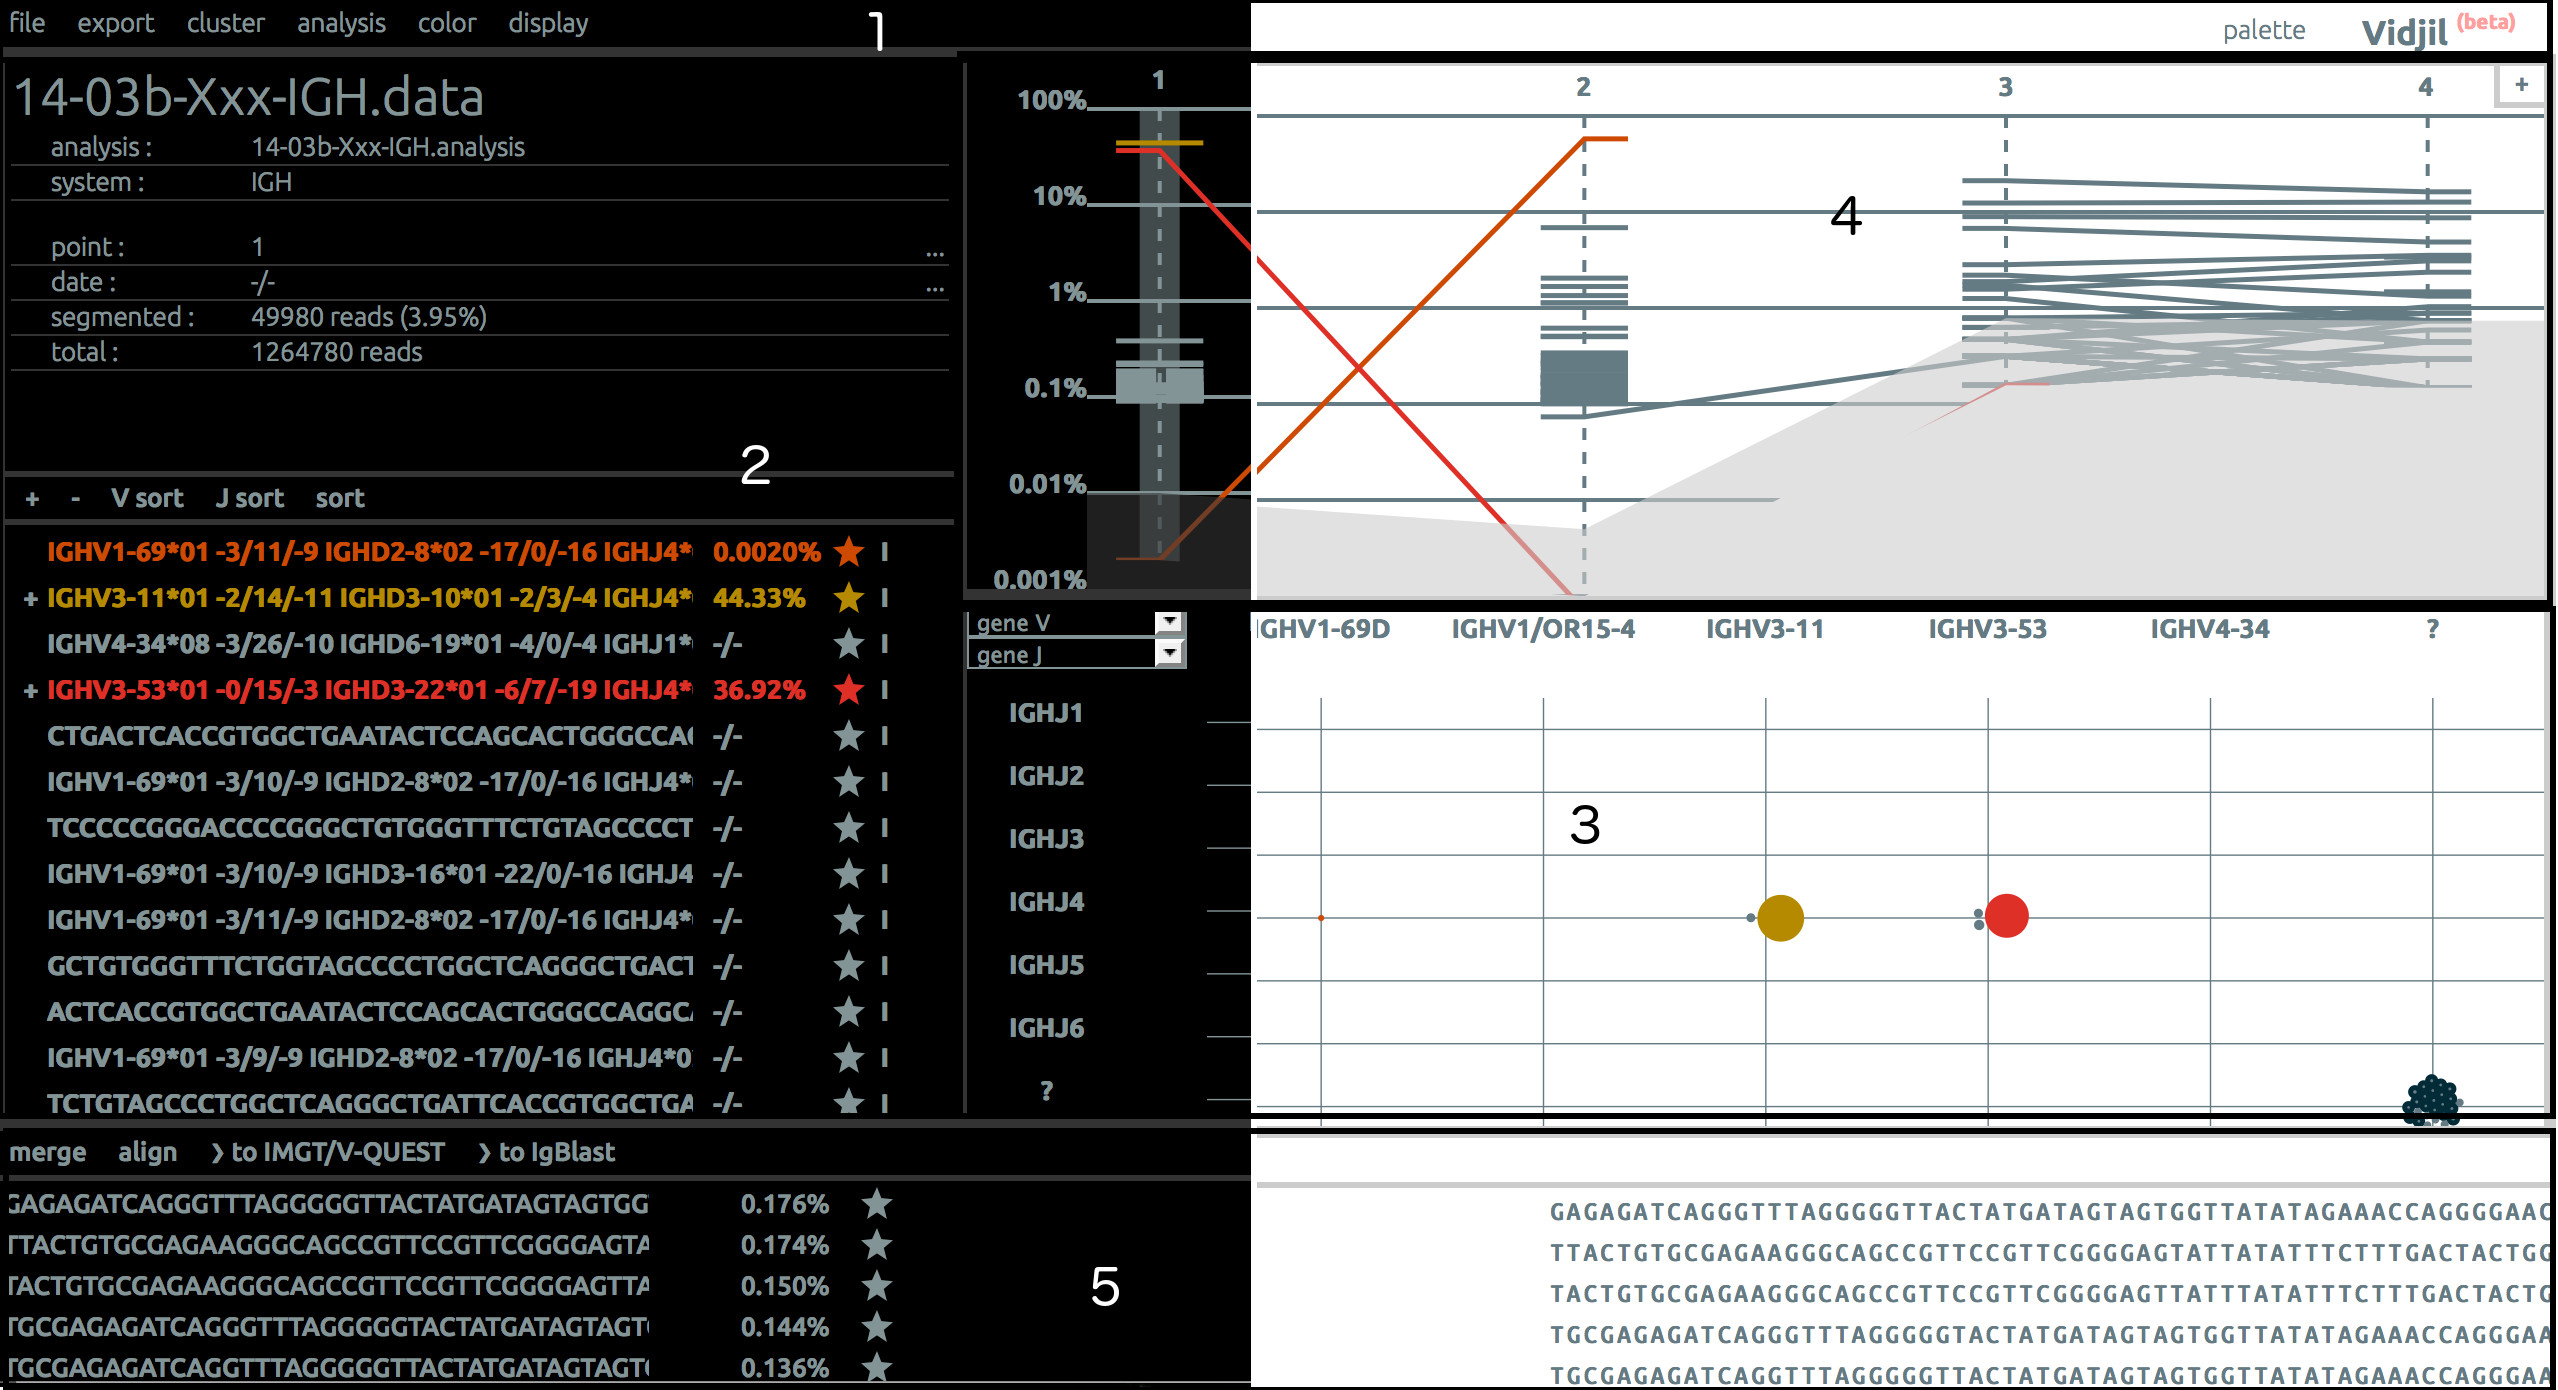 file export cluster analysis color display
1
palette Vidjil (beta)
14-03b-Xxx-IGH.data
analysis : 14-03b-Xxx-IGH.analysis
system : IGH
point : 1 ...
date : -/- ...
segmented : 49980 reads (3.95%)
total : 1264780 reads
2
+ - V sort J sort sort
IGHV1-69*01 -3/11/-9 IGHD2-8*02 -17/0/-16 IGHJ4* 0.0020% I
+ IGHV3-11*01 -2/14/-11 IGHD3-10*01 -2/3/-4 IGHJ4* 44.33% I
IGHV4-34*08 -3/26/-10 IGHD6-19*01 -4/0/-4 IGHJ1* -/- I
+ IGHV3-53*01 -0/15/-3 IGHD3-22*01 -6/7/-19 IGHJ4* 36.92% I
CTGACTCACCGTGGCTGAATACTCCAGCACTGGGCCAG -/- I
IGHV1-69*01 -3/10/-9 IGHD2-8*02 -17/0/-16 IGHJ4* -/- I
TCCCCCGGGACCCCGGGCTGTGGGTTTCTGTAGCCCCT -/- I
IGHV1-69*01 -3/10/-9 IGHD3-16*01 -22/0/-16 IGHJ4 -/- I
IGHV1-69*01 -3/11/-9 IGHD2-8*02 -17/0/-16 IGHJ4* -/- I
GCTGTGGGTTTCTGGTAGCCCCTGGCTCAGGGCTGACT -/- I
ACTCACCGTGGCTGAATACTCCAGCACTGGGCCAGGCA -/- I
IGHV1-69*01 -3/9/-9 IGHD2-8*02 -17/0/-16 IGHJ4*0 -/- I
TCTGTAGCCCTGGCTCAGGGCTGATTCACCGTGGCTGA -/- I
1 2 3 4 +
100%
10%
1%
0.1%
0.01%
0.001%
4
gene V
gene J
IGHV1-69D IGHV1/OR15-4 IGHV3-11 IGHV3-53 IGHV4-34 ?
IGHJ1
IGHJ2
IGHJ3
IGHJ4
IGHJ5
IGHJ6
?
3
merge align ❯ to IMGT/V-QUEST ❯ to IgBlast
GAGAGATCAGGGTTTAGGGGGTTACTATGATAGTAGTGG 0.176% GAGAGATCAGGGTTTAGGGGGTTACTATGATAGTAGTGGTTATATAGAAACCAGGGGAAC
TTACTGTGCGAGAAGGGCAGCCGTTCCGTTCGGGGAGTA 0.174% TTACTGTGCGAGAAGGGCAGCCGTTCCGTTCGGGGAGTATTATATTTCTTTGACTACTGG
TACTGTGCGAGAAGGGCAGCCGTTCCGTTCGGGGAGTTA 0.150% TACTGTGCGAGAAGGGCAGCCGTTCCGTTCGGGGAGTTATTTATATTTCTTTGACTACTG
TGCGAGAGATCAGGGTTTAGGGGGTACTATGATAGTAGT 0.144% TGCGAGAGATCAGGGTTTAGGGGGTACTATGATAGTAGTGGTTATATAGAAACCAGGGAA
TGCGAGAGATCAGGTTTAGGGGGTTACTATGATAGTAGT 0.136% TGCGAGAGATCAGGTTTAGGGGGTTACTATGATAGTAGTGGTTATATAGAAACCAGGGAA
5